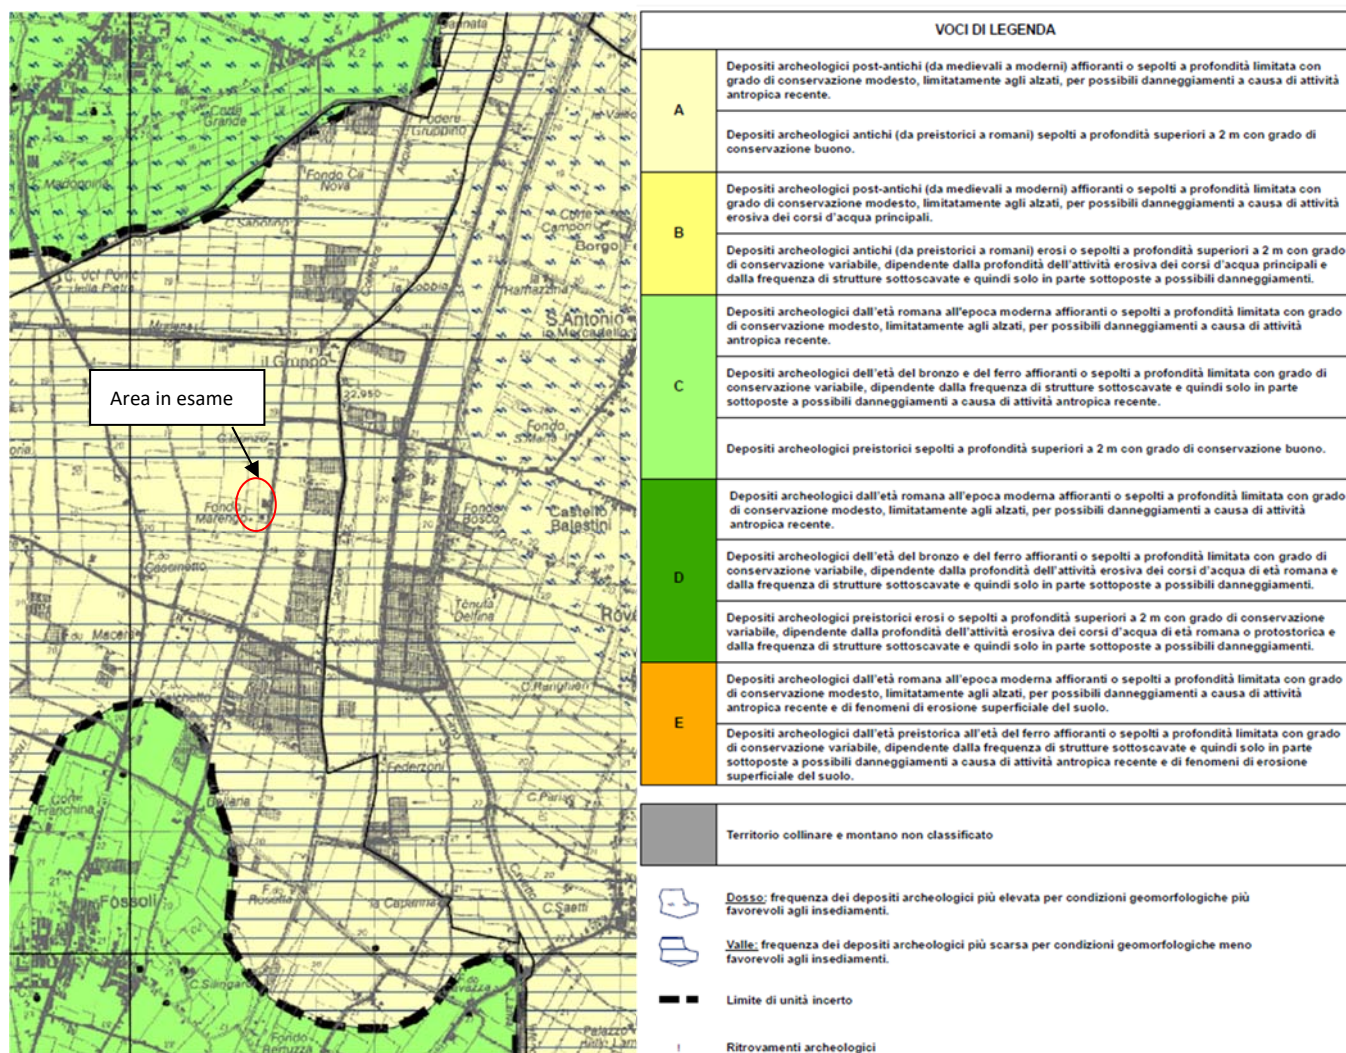 Corte
Grande
Podere
Gruppino
Fondo Ca
Nova
Corte
Campori
S.Antonio
in Mercadello
il Gruppo
22,950
Area in esame
Fondo
Marengo
Fondo
Bosco
Castello
Balestini
Tenuta
Delfina
Federzoni
C.Parigi
Corte
Franchina
Fossoli
la Capanna
C.Saetti
Fondo
VOCI DI LEGENDA
A
Depositi archeologici post-antichi (da medievali a moderni) affioranti o sepolti a profondità limitata con
grado di conservazione modesto, limitatamente agli alzati, per possibili danneggiamenti a causa di attività
antropica recente.
Depositi archeologici antichi (da preistorici a romani) sepolti a profondità superiori a 2 m con grado di
conservazione buono.
B
Depositi archeologici post-antichi (da medievali a moderni) affioranti o sepolti a profondità limitata con
grado di conservazione modesto, limitatamente agli alzati, per possibili danneggiamenti a causa di attività
erosiva dei corsi d'acqua principali.
Depositi archeologici antichi (da preistorici a romani) erosi o sepolti a profondità superiori a 2 m con grado
di conservazione variabile, dipendente dalla profondità dell'attività erosiva dei corsi d'acqua principali e
dalla frequenza di strutture sottoscavate e quindi solo in parte sottoposte a possibili danneggiamenti.
C
Depositi archeologici dall'età romana all'epoca moderna affioranti o sepolti a profondità limitata con grado
di conservazione modesto, limitatamente agli alzati, per possibili danneggiamenti a causa di attività
antropica recente.
Depositi archeologici dell'età del bronzo e del ferro affioranti o sepolti a profondità limitata con grado di
conservazione variabile, dipendente dalla frequenza di strutture sottoscavate e quindi solo in parte
sottoposte a possibili danneggiamenti a causa di attività antropica recente.
Depositi archeologici preistorici sepolti a profondità superiori a 2 m con grado di conservazione buono.
D
Depositi archeologici dall'età romana all'epoca moderna affioranti o sepolti a profondità limitata con grado
di conservazione modesto, limitatamente agli alzati, per possibili danneggiamenti a causa di attività
antropica recente.
Depositi archeologici dell'età del bronzo e del ferro affioranti o sepolti a profondità limitata con grado di
conservazione variabile, dipendente dalla profondità dell'attività erosiva dei corsi d'acqua di età romana e
dalla frequenza di strutture sottoscavate e quindi solo in parte sottoposte a possibili danneggiamenti.
Depositi archeologici preistorici erosi o sepolti a profondità superiori a 2 m con grado di conservazione
variabile, dipendente dalla profondità dell'attività erosiva dei corsi d'acqua di età romana o protostorica e
dalla frequenza di strutture sottoscavate e quindi solo in parte sottoposte a possibili danneggiamenti.
E
Depositi archeologici dall'età romana all'epoca moderna affioranti o sepolti a profondità limitata con grado
di conservazione modesto, limitatamente agli alzati, per possibili danneggiamenti a causa di attività
antropica recente e di fenomeni di erosione superficiale del suolo.
Depositi archeologici dall'età preistorica all'età del ferro affioranti o sepolti a profondità limitata con grado
di conservazione variabile, dipendente dalla frequenza di strutture sottoscavate e quindi solo in parte
sottoposte a possibili danneggiamenti a causa di attività antropica recente e di fenomeni di erosione
superficiale del suolo.
Territorio collinare e montano non classificato
Dosso: frequenza dei depositi archeologici più elevata per condizioni geomorfologiche più
favorevoli agli insediamenti.
Valle: frequenza dei depositi archeologici più scarsa per condizioni geomorfologiche meno
favorevoli agli insediamenti.
Limite di unità incerto
Ritrovamenti archeologici